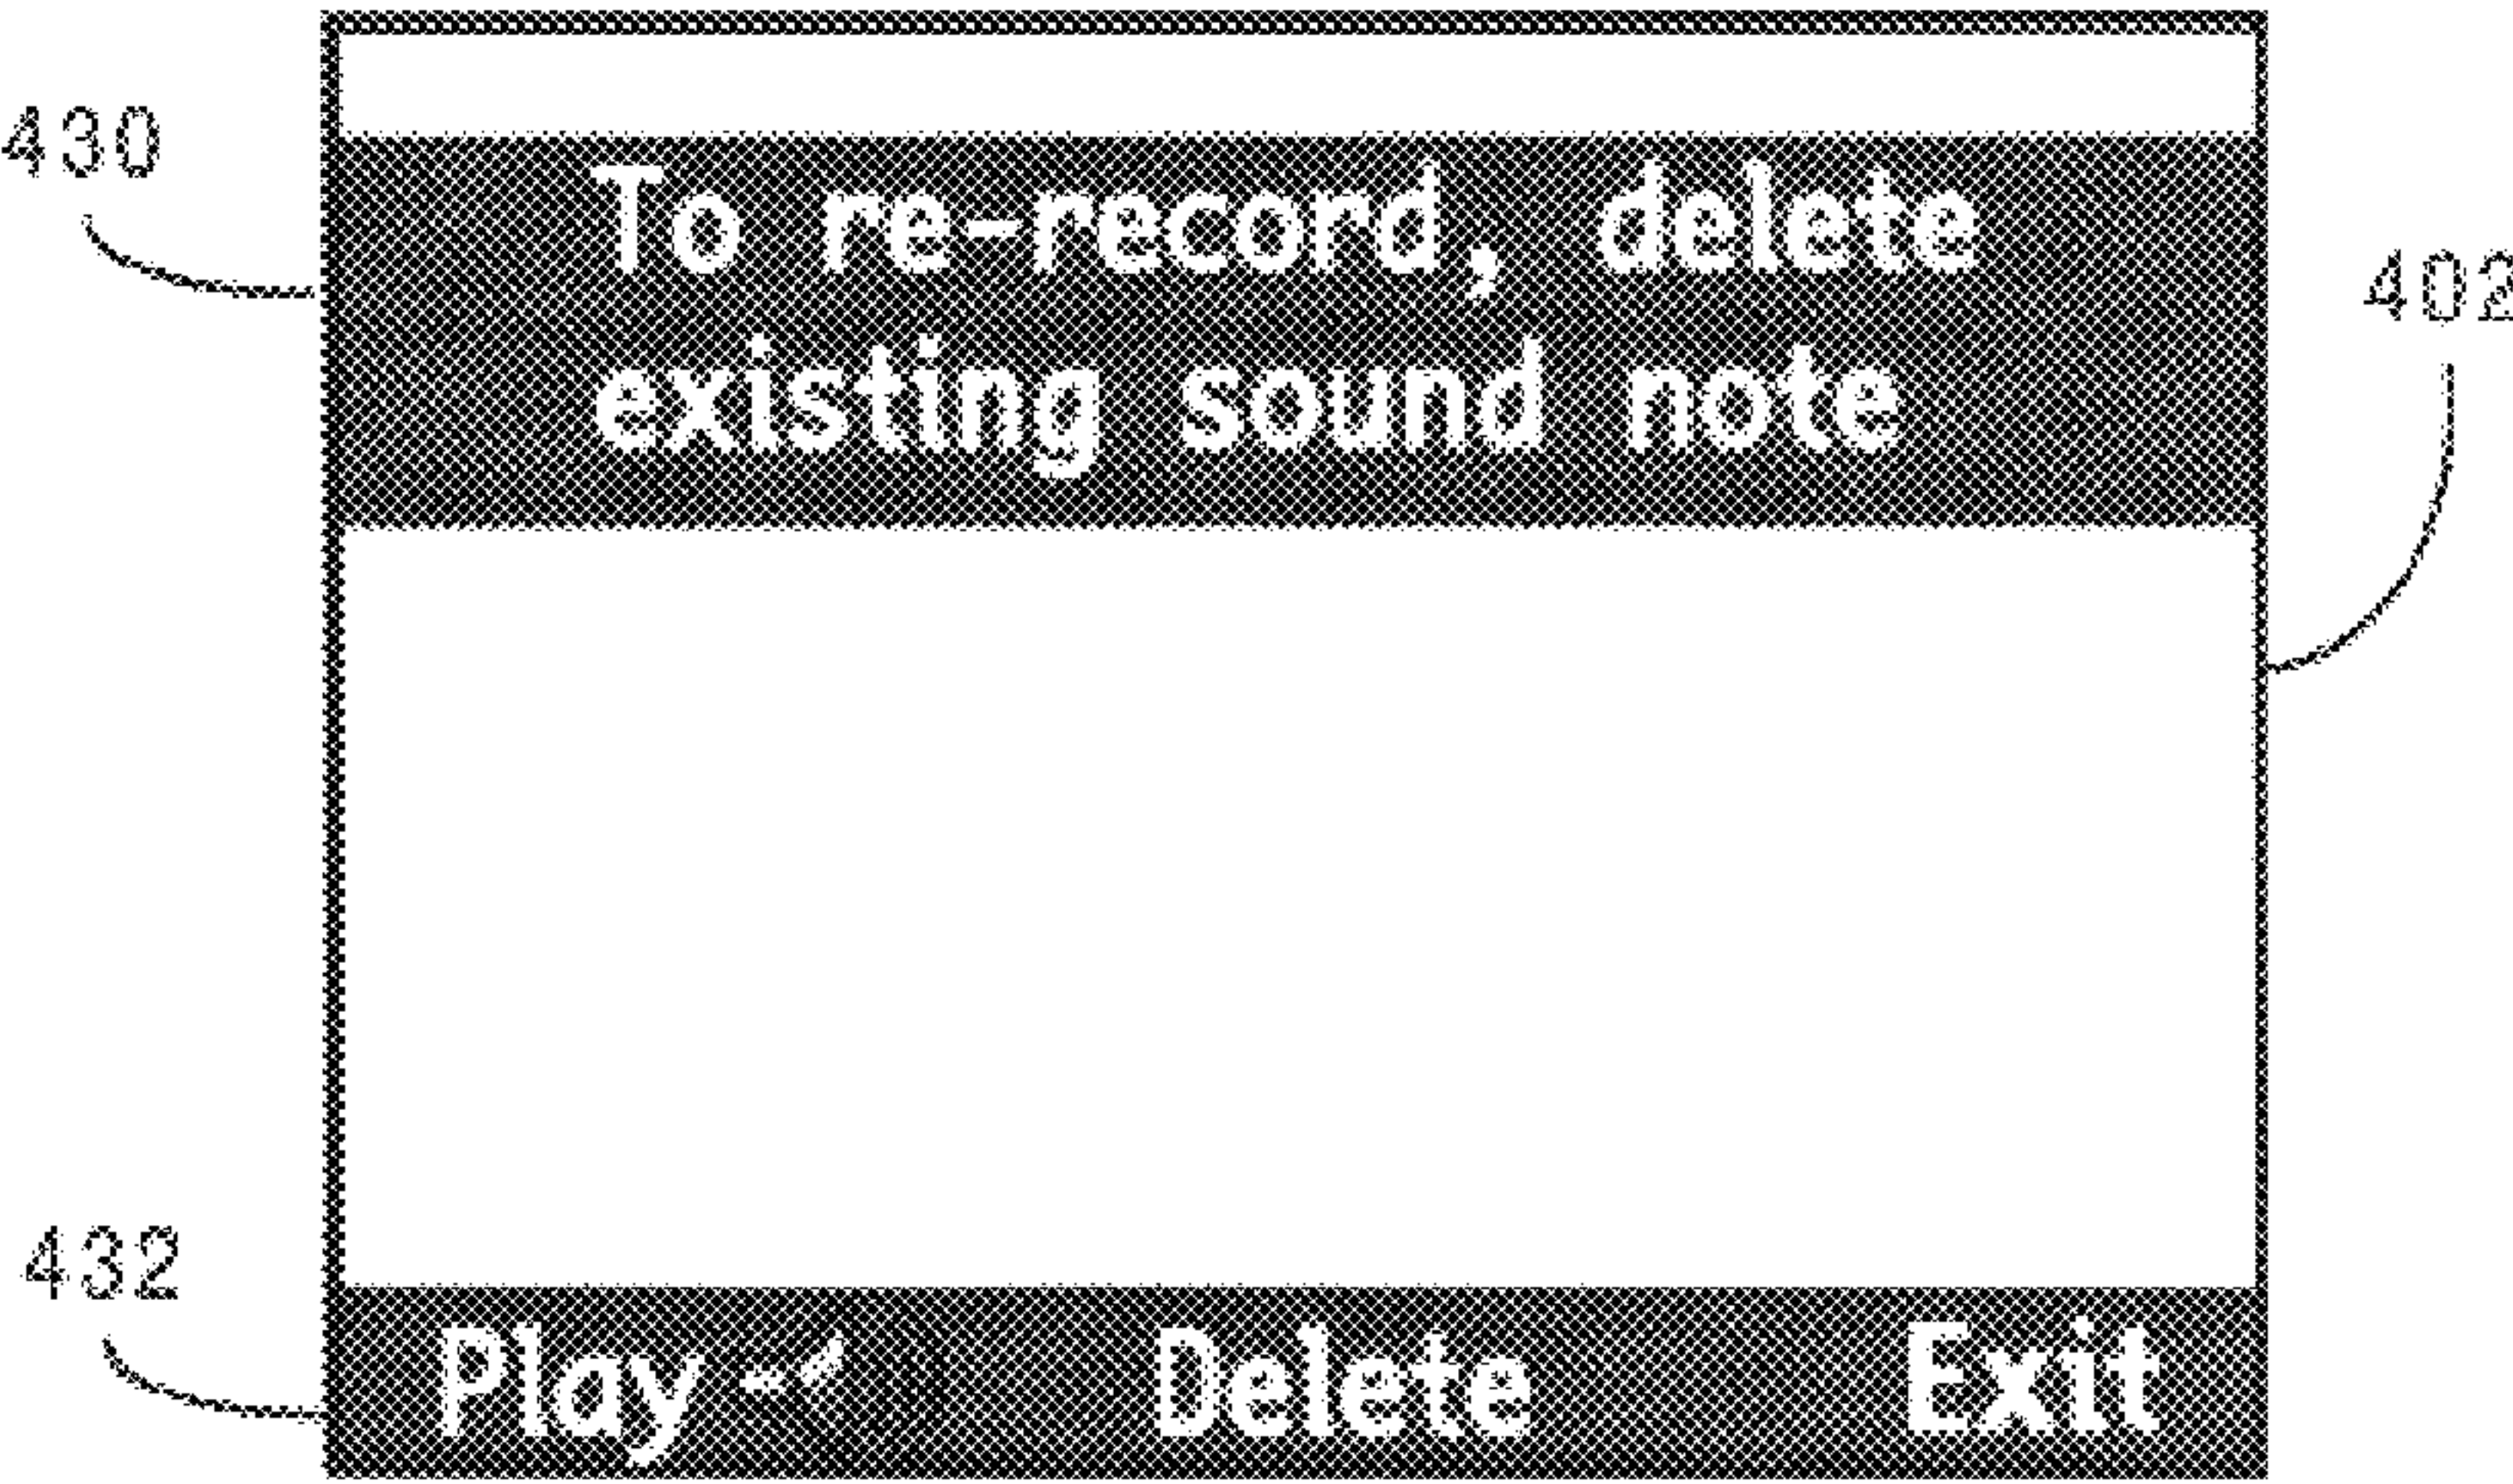 430
To re-record, delete
existing sound note
402
432
Play
Delete
Exit